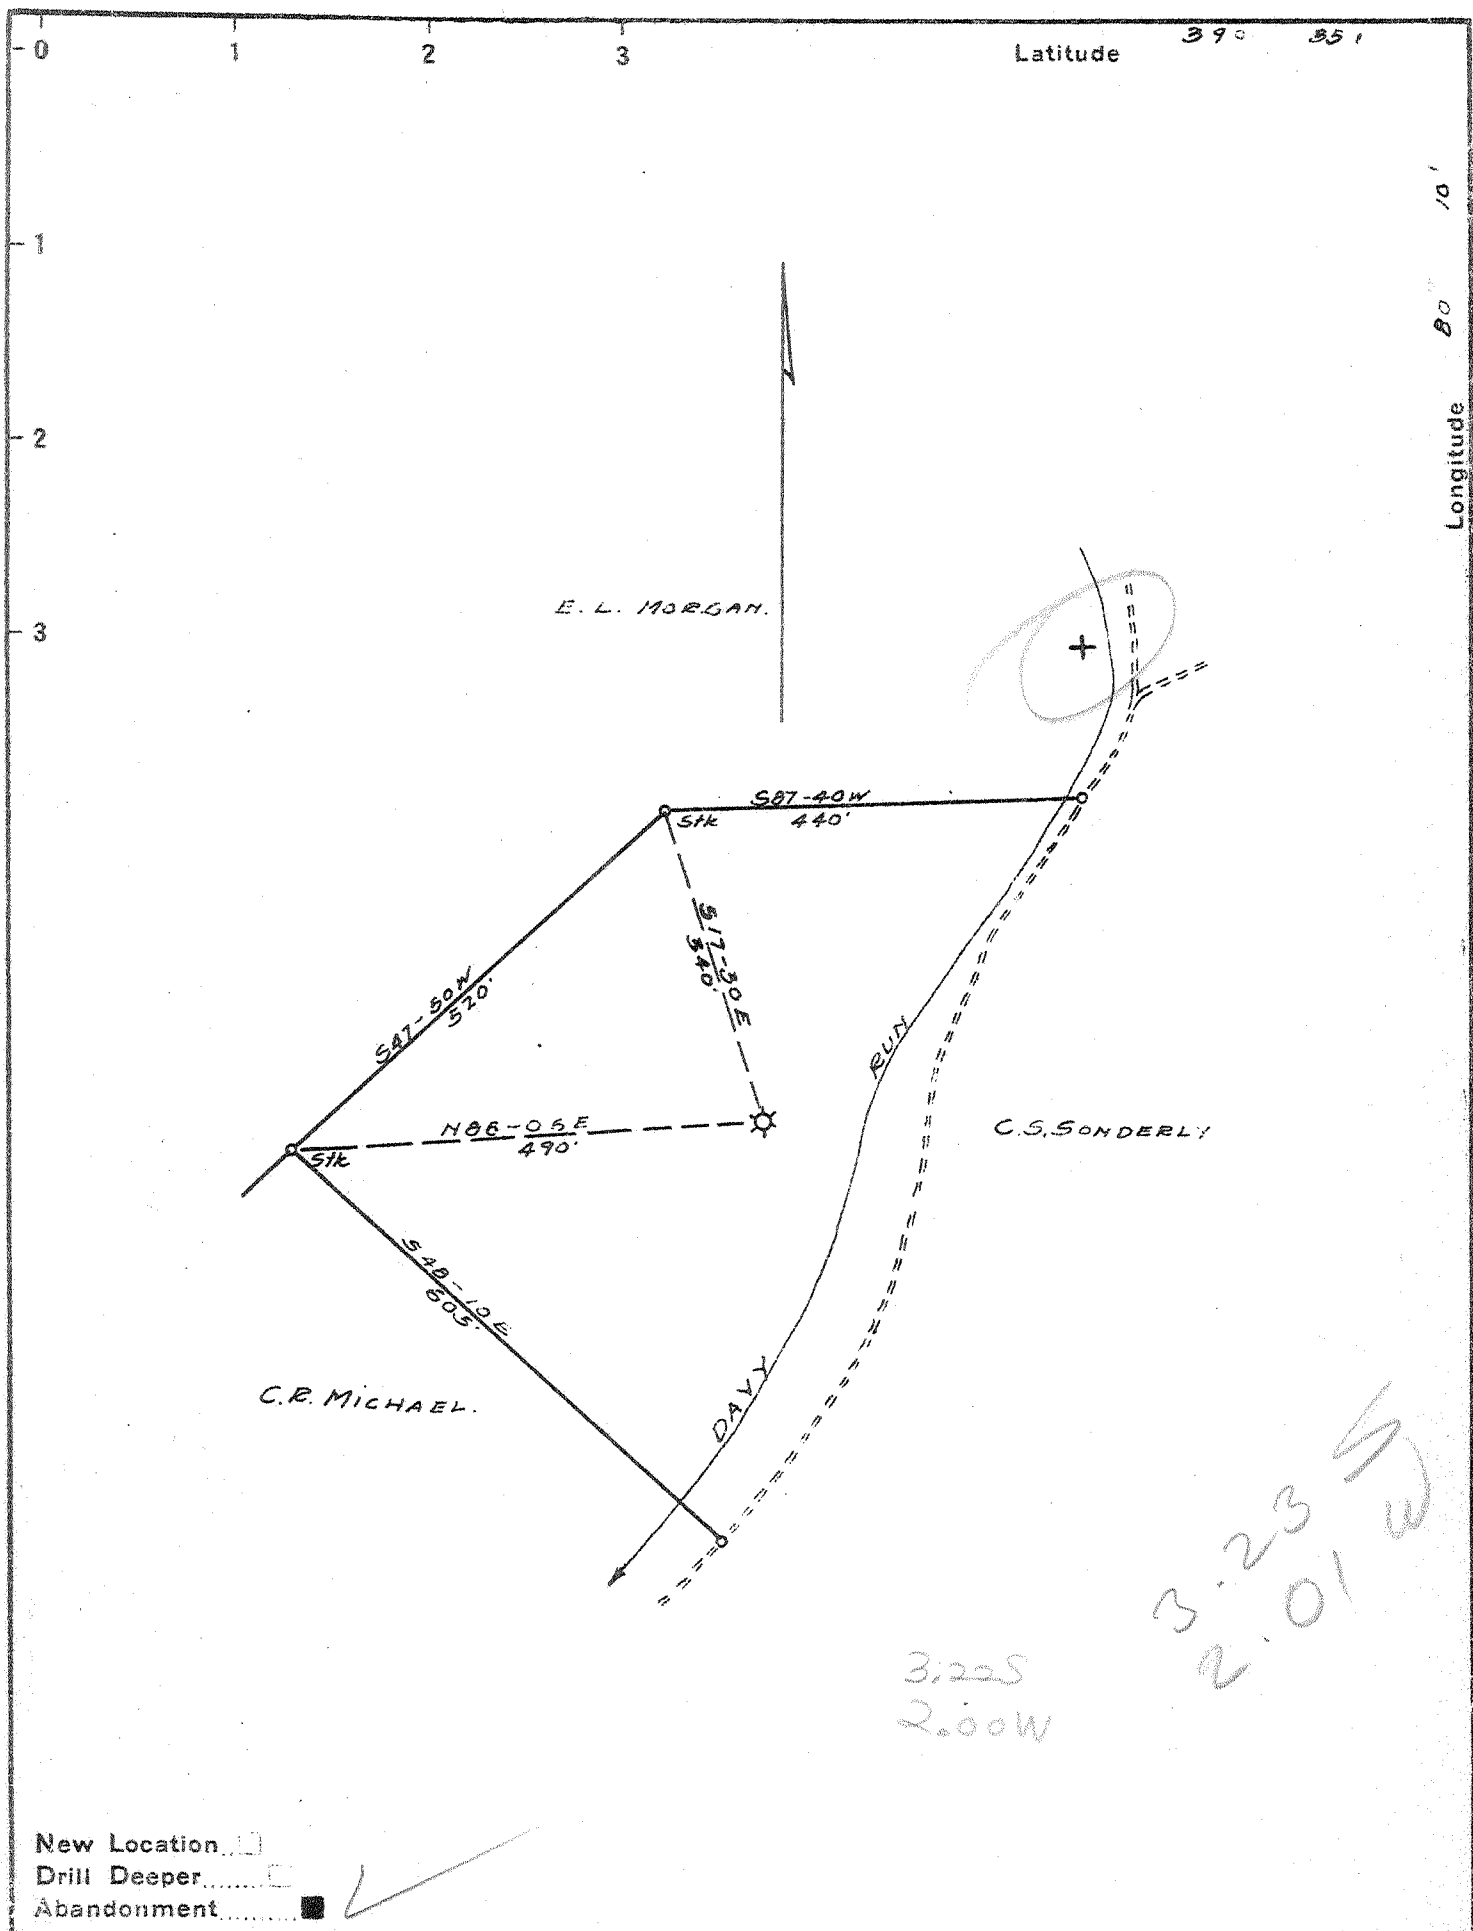 0 1 2 3 Latitude 39° 35'
Longitude 80° 10'
1
2
3
E. L. MORGAN.
S87-40W
440'
Stk
S17-30E
340'
S47-50W
520'
RUN
N86-05E
490'
Stk
C.S. SONDERLY
S48-10E
605'
DAVY
C.R. MICHAEL.
3.23 S
2.01 W
3.22S
2.00W
New Location
Drill Deeper
Abandonment